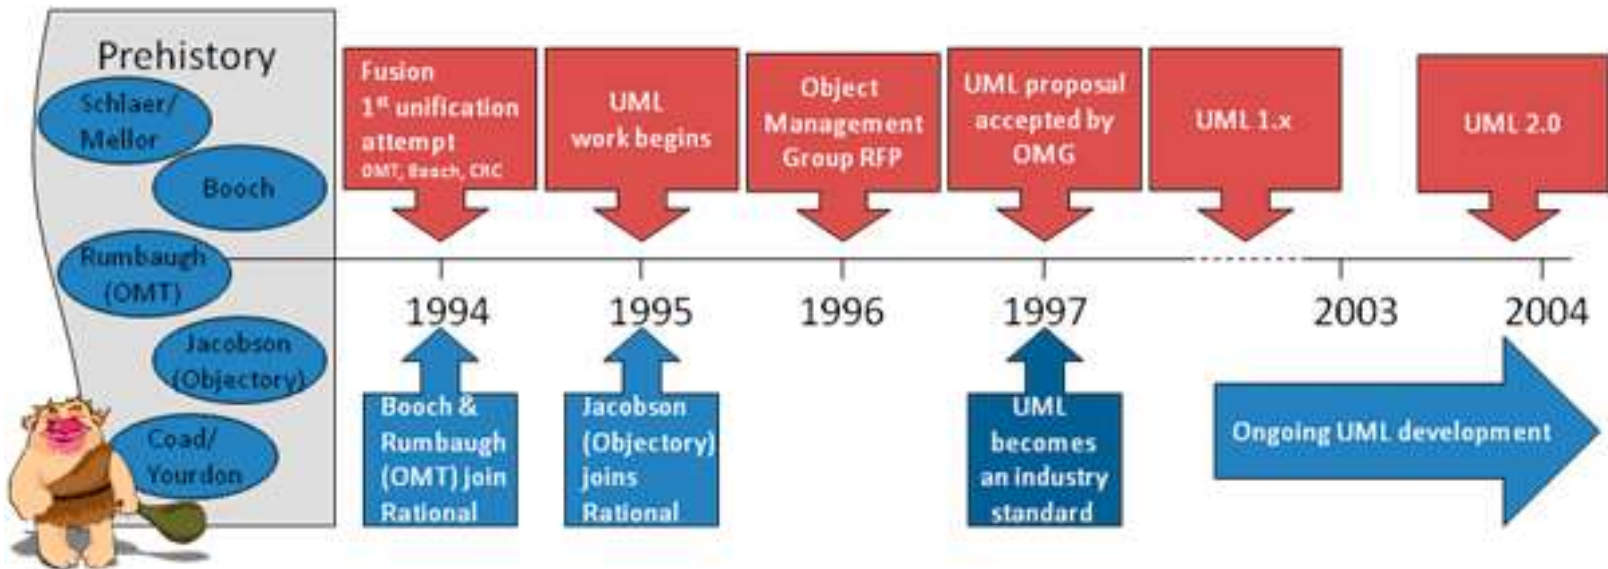 Prehistory
Schlaer/
Mellor
Booch
Rumbaugh
(OMT)
Jacobson
(Objectory)
Coad/
Yourdon
Fusion
1st unification
attempt
OMT, Booch, CRC
UML
work begins
Object
Management
Group RFP
UML proposal
accepted by
OMG
UML 1.x
UML 2.0
1994
1995
1996
1997
2003
2004
Booch &
Rumbaugh
(OMT) join
Rational
Jacobson
(Objectory)
joins
Rational
UML
becomes
an industry
standard
Ongoing UML development